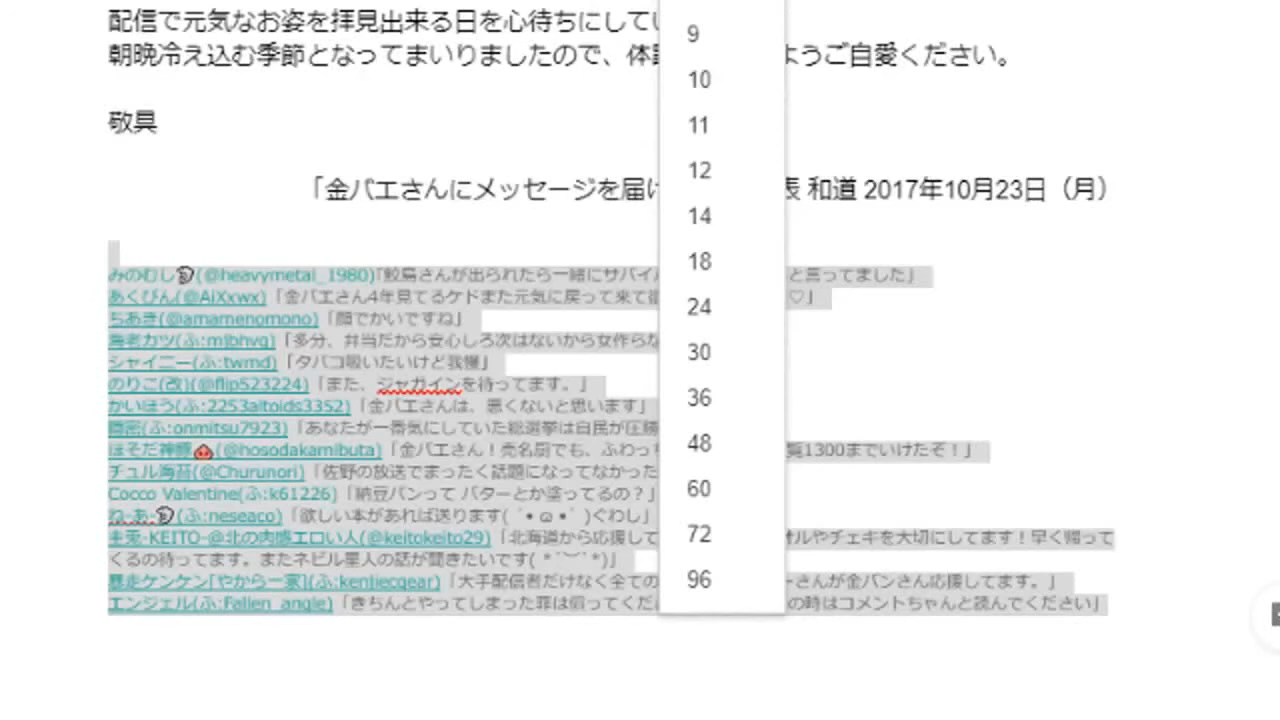 配信で元気なお姿を拝見出来る日を心待ちにして
朝晩冷え込む季節となってまいりましたので、体 ようご自愛ください。
敬具
「金バエさんにメッセージを届け 表 和道 2017年10月23日（月）
みのむし(@heavymetal_1980)「鮫島さんが出られたら一緒にサバイ と言ってました」
あくびん(@AiXxwx)「金バエさん4年見てるケドまた元気に戻って来て ♡」
ちあき(@amamenomono)「顔でかいですね」
海老カツ(ふ:mjbhvq)「多分、弁当だから安心しろ次はないから女作らな
シャイニー(ふ:twmd)「タバコ吸いたいけど我慢」
のりこ(改)(@flip523224)「また、ジャガインを待ってます。」
かいほう(ふ:2253altoids3352)「金バエさんは、悪くないと思います」
(ふ:onmitsu7923)「あなたが一番気にしていた総選挙は自民が圧勝
ほそだ神豚(@hosodakamibuta)「金バエさん！売名厨でも、ふわっ 覧1300までいけたぞ！」
チュル海苔(@Churunori)「佐野の放送でまったく話題になってなかった
Cocco Valentine(ふ:k61226)「納豆パンって バターとか塗ってるの？」
ね-あ-(ふ:neseaco)「欲しい本があれば送ります( ´•ω•` )ぐわし」
圭兎-KEITO-@北の肉感エロい人(@keitokeito29)「北海道から応援して オルやチェキを大切にしてます！早く帰って
くるの待ってます。またネビル星人の話が聞きたいです( *´︶`*)」
暴走ケンケン[やから一家](ふ:kenjiecqear)「大手配信者だけなく全ての ーさんが金バンさん応援してます。」
エンジェル(ふ:Fallen_angle)「きちんとやってしまった罪は償ってくだ の時はコメントちゃんと読んでください」
9
10
11
12
14
18
24
30
36
48
60
72
96